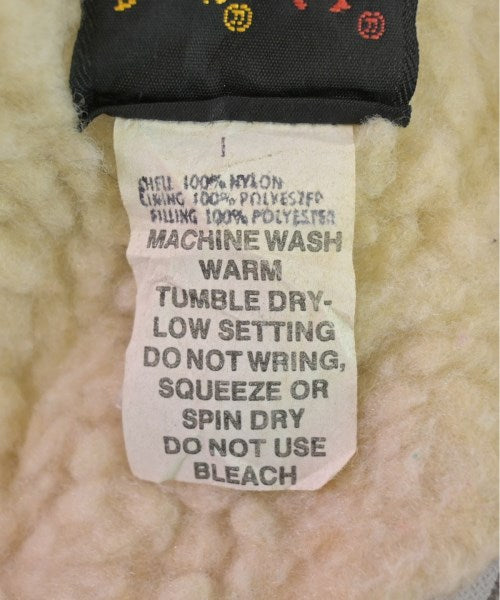 ®
®
SHELL 100% NYLON
LINING 100% POLYESTER
FILLING 100% POLYESTER
MACHINE WASH
WARM
TUMBLE DRY-
LOW SETTING
DO NOT WRING,
SQUEEZE OR
SPIN DRY
DO NOT USE
BLEACH